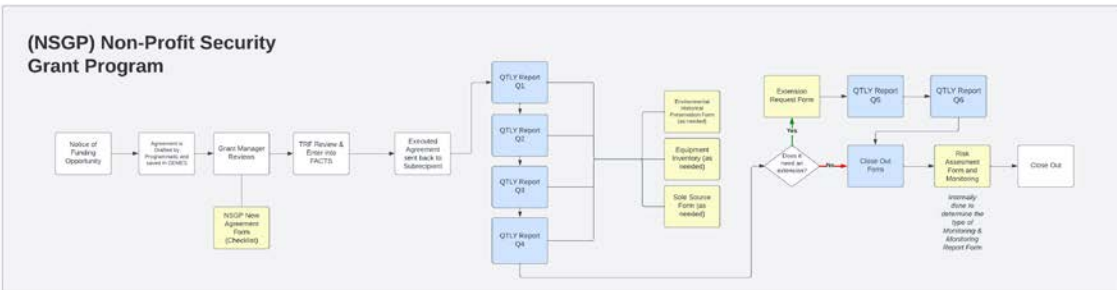 (NSGP) Non-Profit Security
Grant Program
Notice of
Funding
Opportunity
Agreement is
Drafted by
Programmatic and
saved in DEMES
Grant Manager
Reviews
NSGP New
Agreement
Form
(Checklist)
TRF Review &
Enter into
FACTS
Executed
Agreement
sent back to
Subrecipient
QTLY Report
Q1
QTLY Report
Q2
QTLY Report
Q3
QTLY Report
Q4
Environmental
Historical
Preservation Form
(as needed)
Equipment
Inventory (as
needed)
Sole Source
Form (as
needed)
Does it
need an
extension?
Yes
No
Extension
Request Form
QTLY Report
Q5
QTLY Report
Q6
Close Out
Form
Risk
Assesment
Form and
Monitoring
Internally
done to
determine the
type of
Monitoring &
Monitoring
Report Form
Close Out